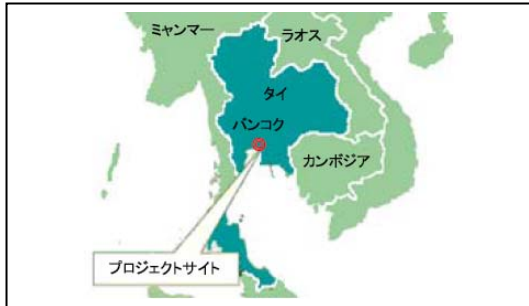 ミャンマー
ラオス
タイ
バンコク
カンボジア
プロジェクトサイト